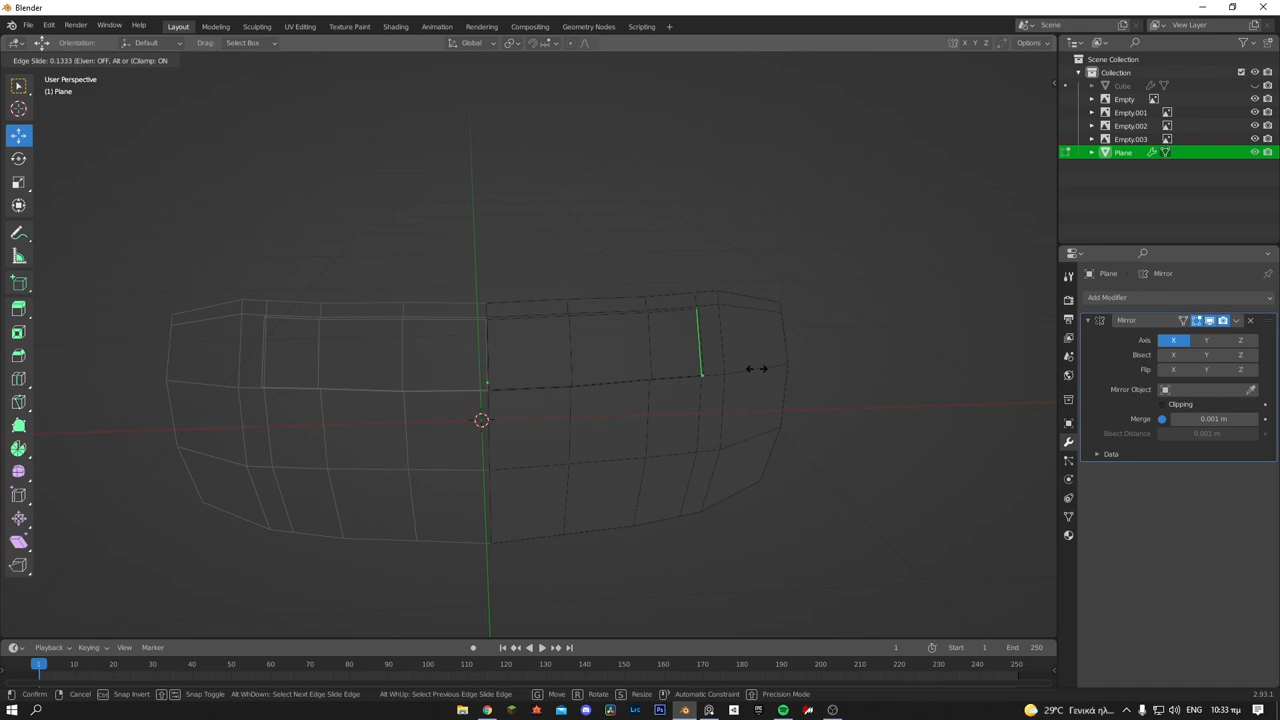 Blender
File Edit Render Window Help Layout Modeling Sculpting UV Editing Texture Paint Shading Animation Rendering Compositing Geometry Nodes Scripting + Scene View Layer
Orientation: Default Drag: Select Box Global X Y Z Options
Edge Slide: 0.1333 (E)ven: OFF, Alt or (C)lamp: ON
User Perspective
(1) Plane
Scene Collection
Collection
Cube
Empty
Empty.001
Empty.002
Empty.003
Plane
Plane Mirror
Add Modifier
Mirror
Axis X Y Z
Bisect X Y Z
Flip X Y Z
Mirror Object
Clipping
Merge 0.001 m
Bisect Distance 0.001 m
Data
Playback Keying View Marker 1 Start 1 End 250
1 10 20 30 40 50 60 70 80 90 100 110 120 130 140 150 160 170 180 190 200 210 220 230 240 250
Confirm Cancel Snap Invert Snap Toggle Alt WhDown: Select Next Edge Slide Edge Alt WhUp: Select Previous Edge Slide Edge G Move R Rotate S Resize Automatic Constraint Precision Mode 2.93.1
29°C Γενικά ηλ... ΕΝG 10:33 πμ